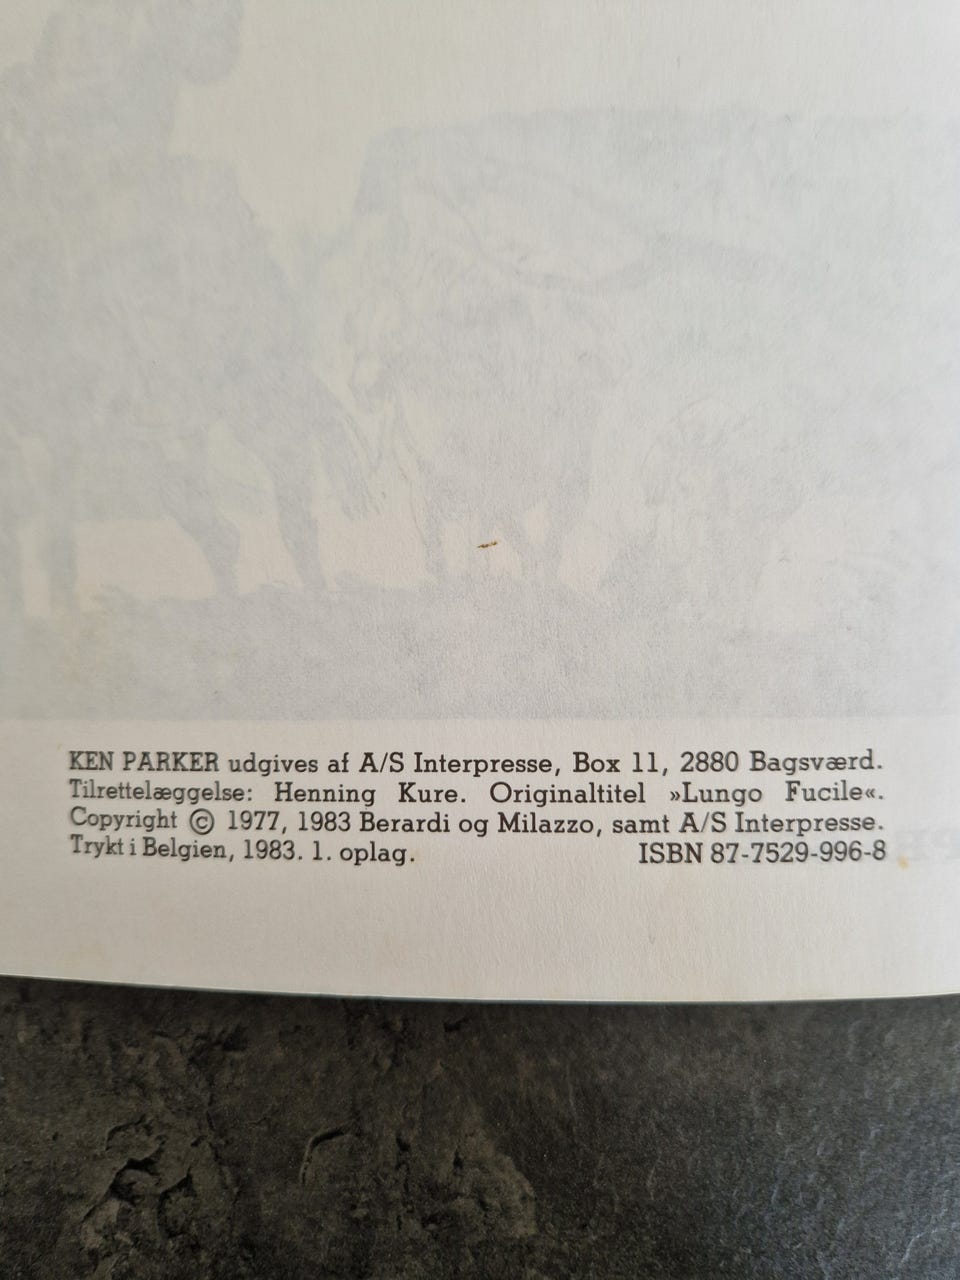 KEN PARKER udgives af A/S Interpresse, Box 11, 2880 Bagsværd.
Tilrettelæggelse: Henning Kure. Originaltitel »Lungo Fucile«.
Copyright © 1977, 1983 Berardi og Milazzo, samt A/S Interpresse.
Trykt i Belgien, 1983. 1. oplag. ISBN 87-7529-996-8